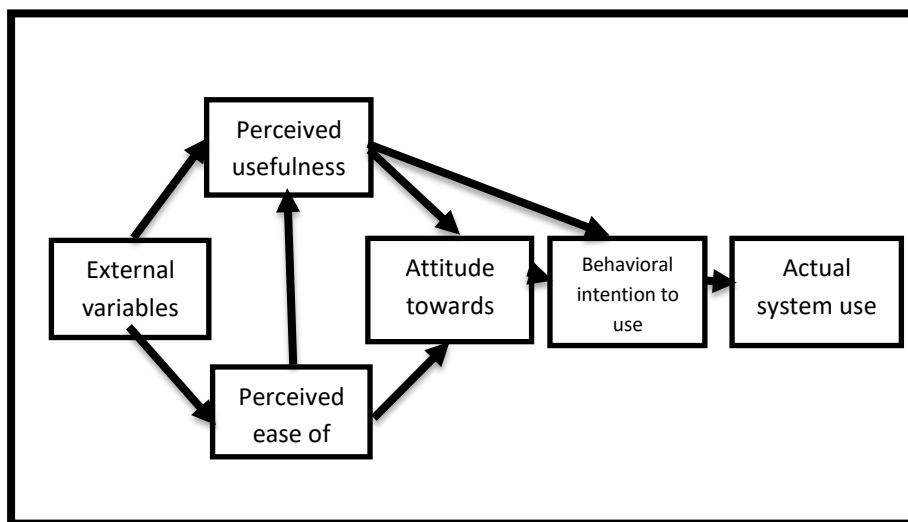 Perceived
usefulness
External
variables
Attitude
towards
Behavioral
intention to
use
Actual
system use
Perceived
ease of